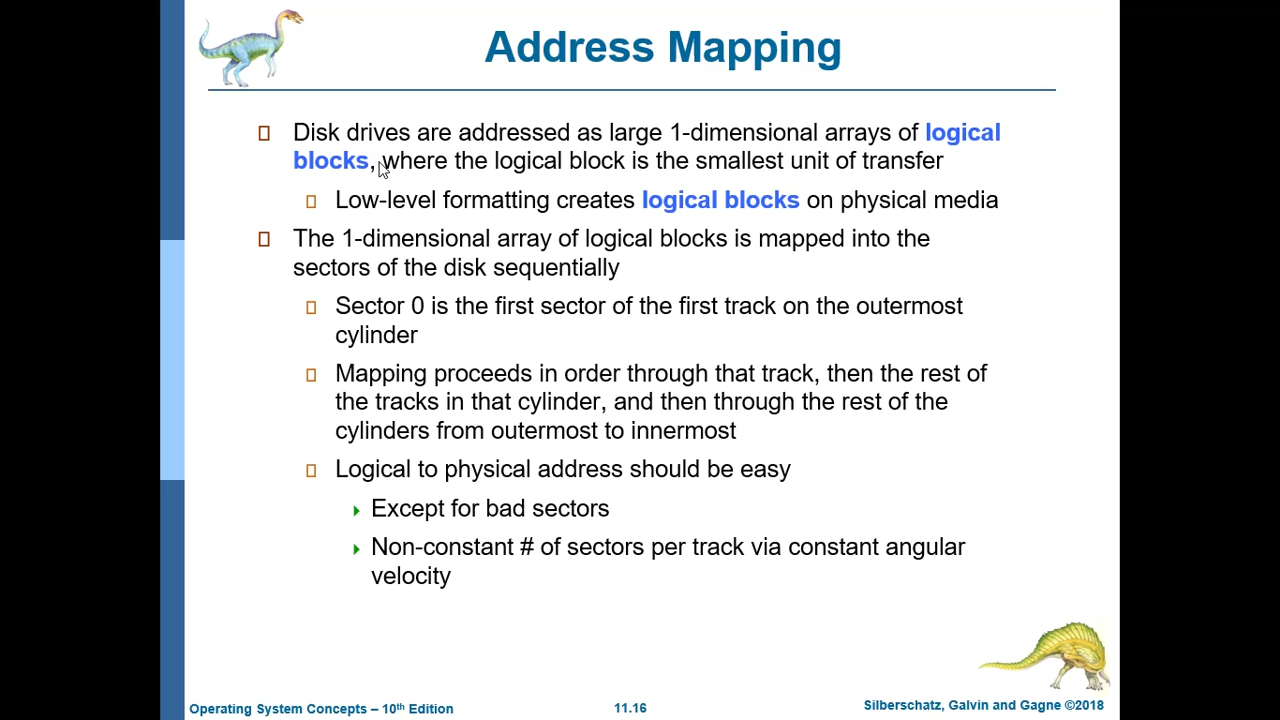 Address Mapping
Disk drives are addressed as large 1-dimensional arrays of logical
blocks, where the logical block is the smallest unit of transfer
Low-level formatting creates logical blocks on physical media
The 1-dimensional array of logical blocks is mapped into the
sectors of the disk sequentially
Sector 0 is the first sector of the first track on the outermost
cylinder
Mapping proceeds in order through that track, then the rest of
the tracks in that cylinder, and then through the rest of the
cylinders from outermost to innermost
Logical to physical address should be easy
Except for bad sectors
Non-constant # of sectors per track via constant angular
velocity
Operating System Concepts – 10th Edition
11.16
Silberschatz, Galvin and Gagne ©2018